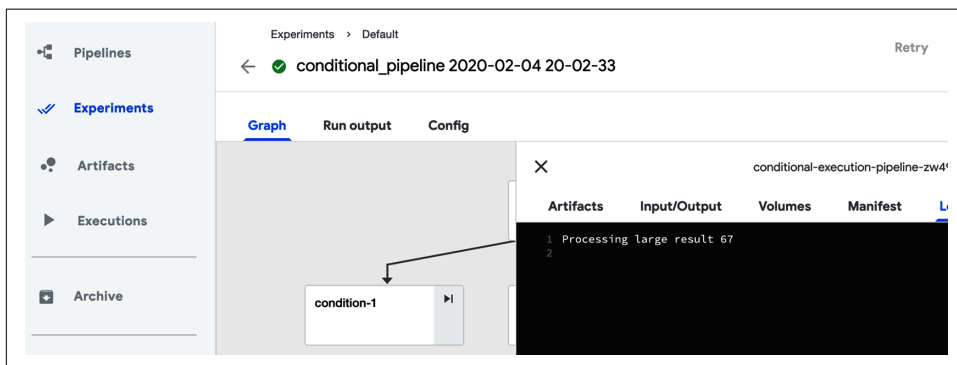 Experiments > Default
Pipelines
Retry
conditional_pipeline 2020-02-04 20-02-33
Experiments
Graph Run output Config
Artifacts
conditional-execution-pipeline-zw49
Artifacts Input/Output Volumes Manifest
Executions
1 Processing large result 67
2
Archive
condition-1